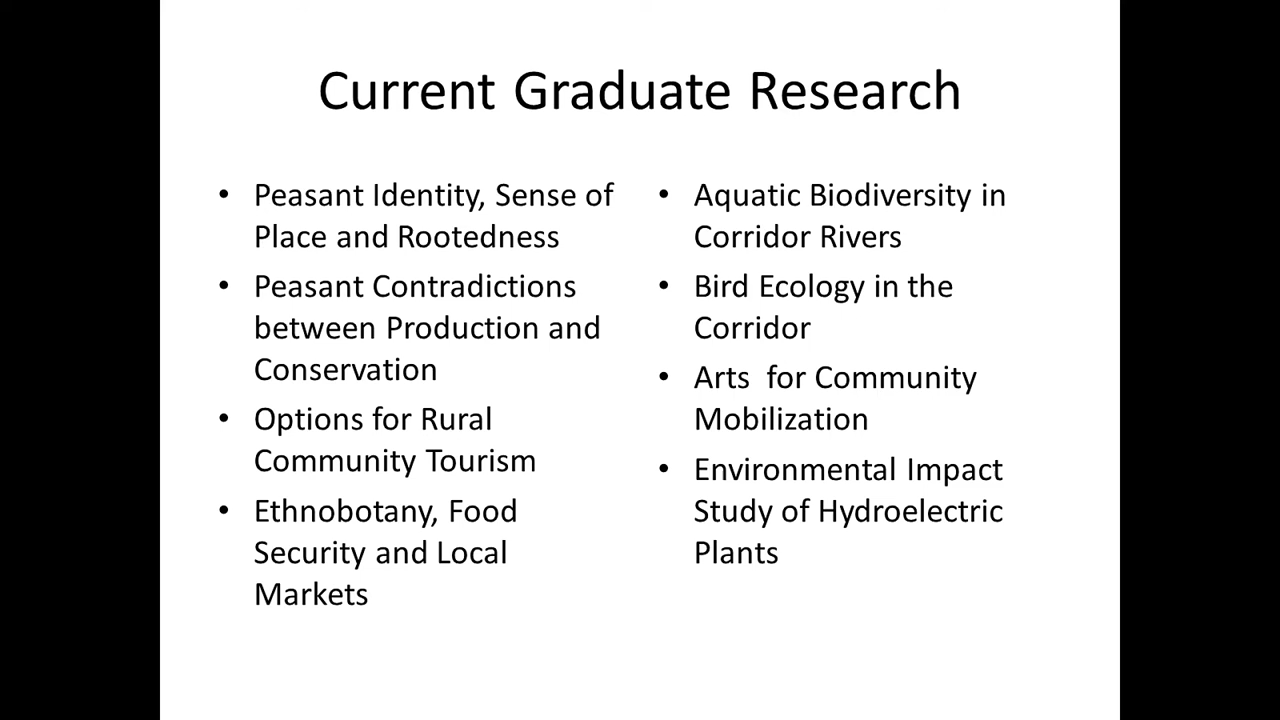 Current Graduate Research
• Peasant Identity, Sense of
Place and Rootedness
• Peasant Contradictions
between Production and
Conservation
• Options for Rural
Community Tourism
• Ethnobotany, Food
Security and Local
Markets
• Aquatic Biodiversity in
Corridor Rivers
• Bird Ecology in the
Corridor
• Arts  for Community
Mobilization
• Environmental Impact
Study of Hydroelectric
Plants